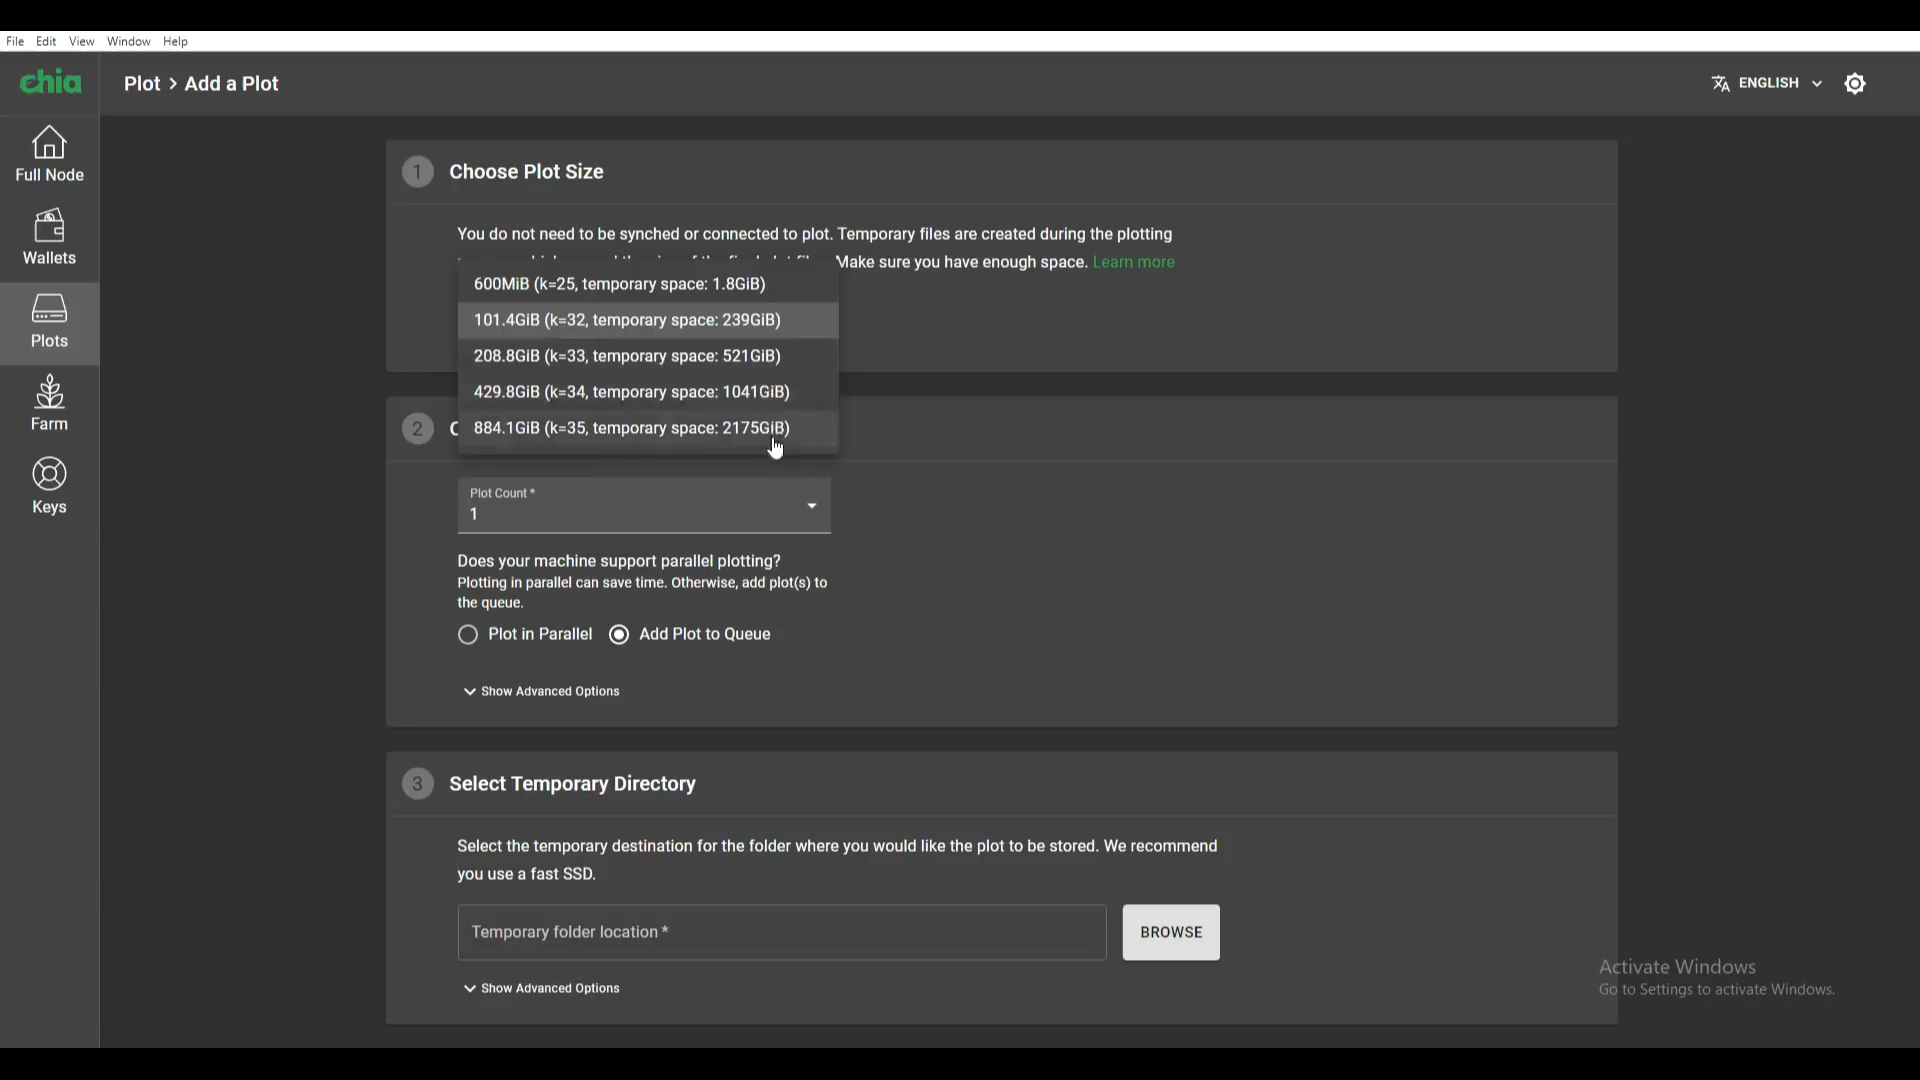 File Edit View Window Help
chia
Plot > Add a Plot
ENGLISH
Full Node
Wallets
Plots
Farm
Keys
1 Choose Plot Size
You do not need to be synched or connected to plot. Temporary files are created during the plotting
Make sure you have enough space. Learn more
600MiB (k=25, temporary space: 1.8GiB)
101.4GiB (k=32, temporary space: 239GiB)
208.8GiB (k=33, temporary space: 521GiB)
429.8GiB (k=34, temporary space: 1041GiB)
884.1GiB (k=35, temporary space: 2175GiB)
2
Plot Count *
1
Does your machine support parallel plotting?
Plotting in parallel can save time. Otherwise, add plot(s) to
the queue.
Plot in Parallel Add Plot to Queue
Show Advanced Options
3 Select Temporary Directory
Select the temporary destination for the folder where you would like the plot to be stored. We recommend
you use a fast SSD.
Temporary folder location *
BROWSE
Show Advanced Options
Activate Windows
Go to Settings to activate Windows.